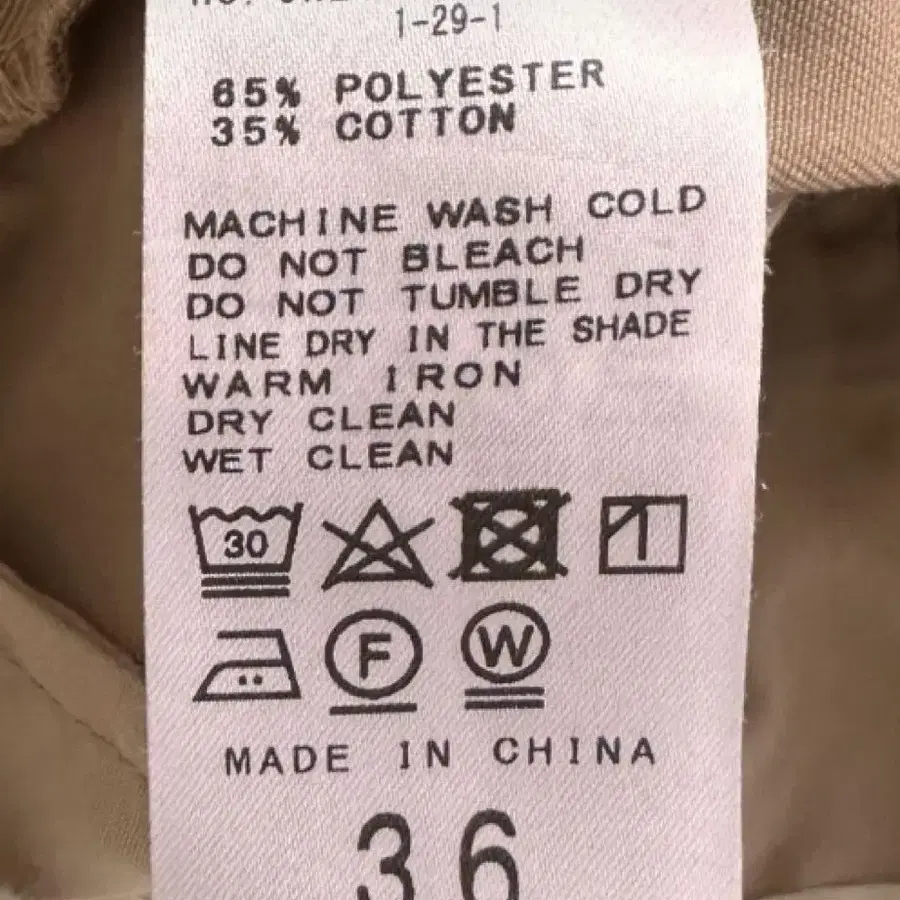 1-29-1
65% POLYESTER
35% COTTON
MACHINE WASH COLD
DO NOT BLEACH
DO NOT TUMBLE DRY
LINE DRY IN THE SHADE
WARM IRON
DRY CLEAN
WET CLEAN
30
F W
MADE IN CHINA
36